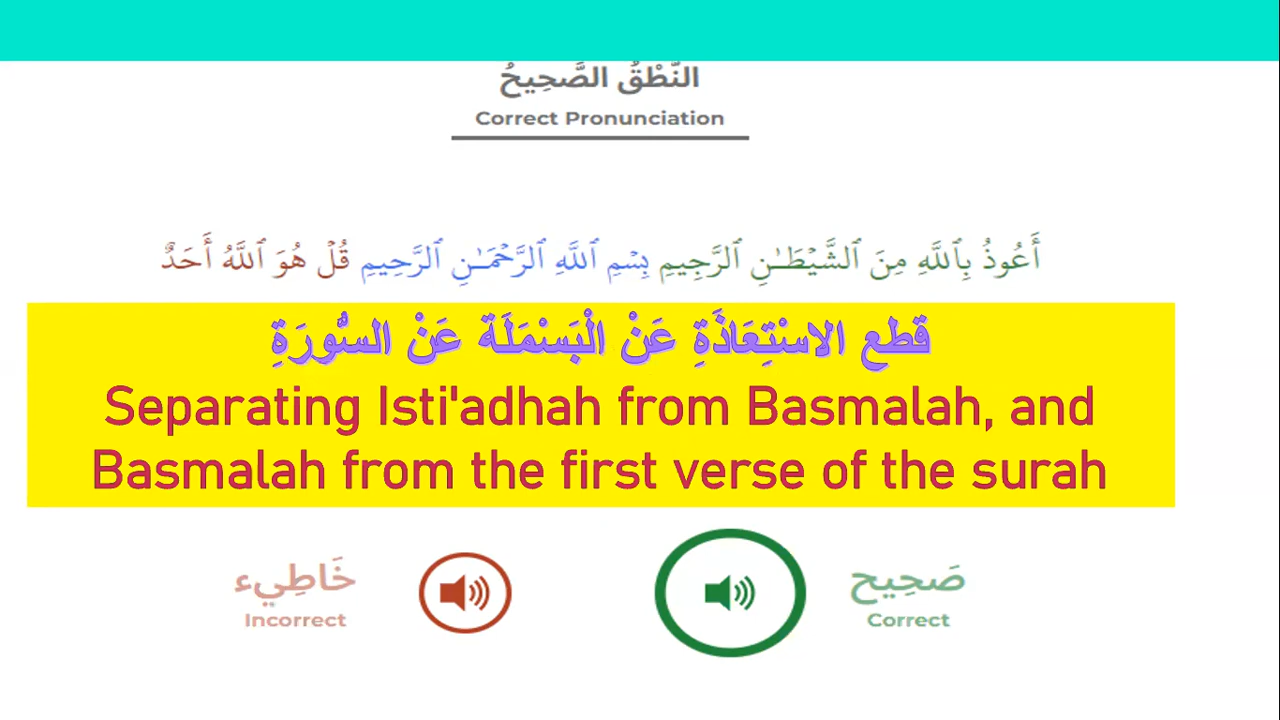 النّطْقُ الصَّحِيحُ
Correct Pronunciation
أَعُوذُ بِٱللَّهِ مِنَ ٱلشَّيْطَـٰنِ ٱلرَّجِيمِ بِسْمِ ٱللَّهِ ٱلرَّحْمَـٰنِ ٱلرَّحِيمِ قُلْ هُوَ ٱللَّهُ أَحَدٌ
قطع الاسْتِعَاذَةِ عَنْ الْبَسْمَلَة عَنْ السُّورَةِ
Separating Isti'adhah from Basmalah, and
Basmalah from the first verse of the surah
صَحِيح
Correct
خَاطِيء
Incorrect